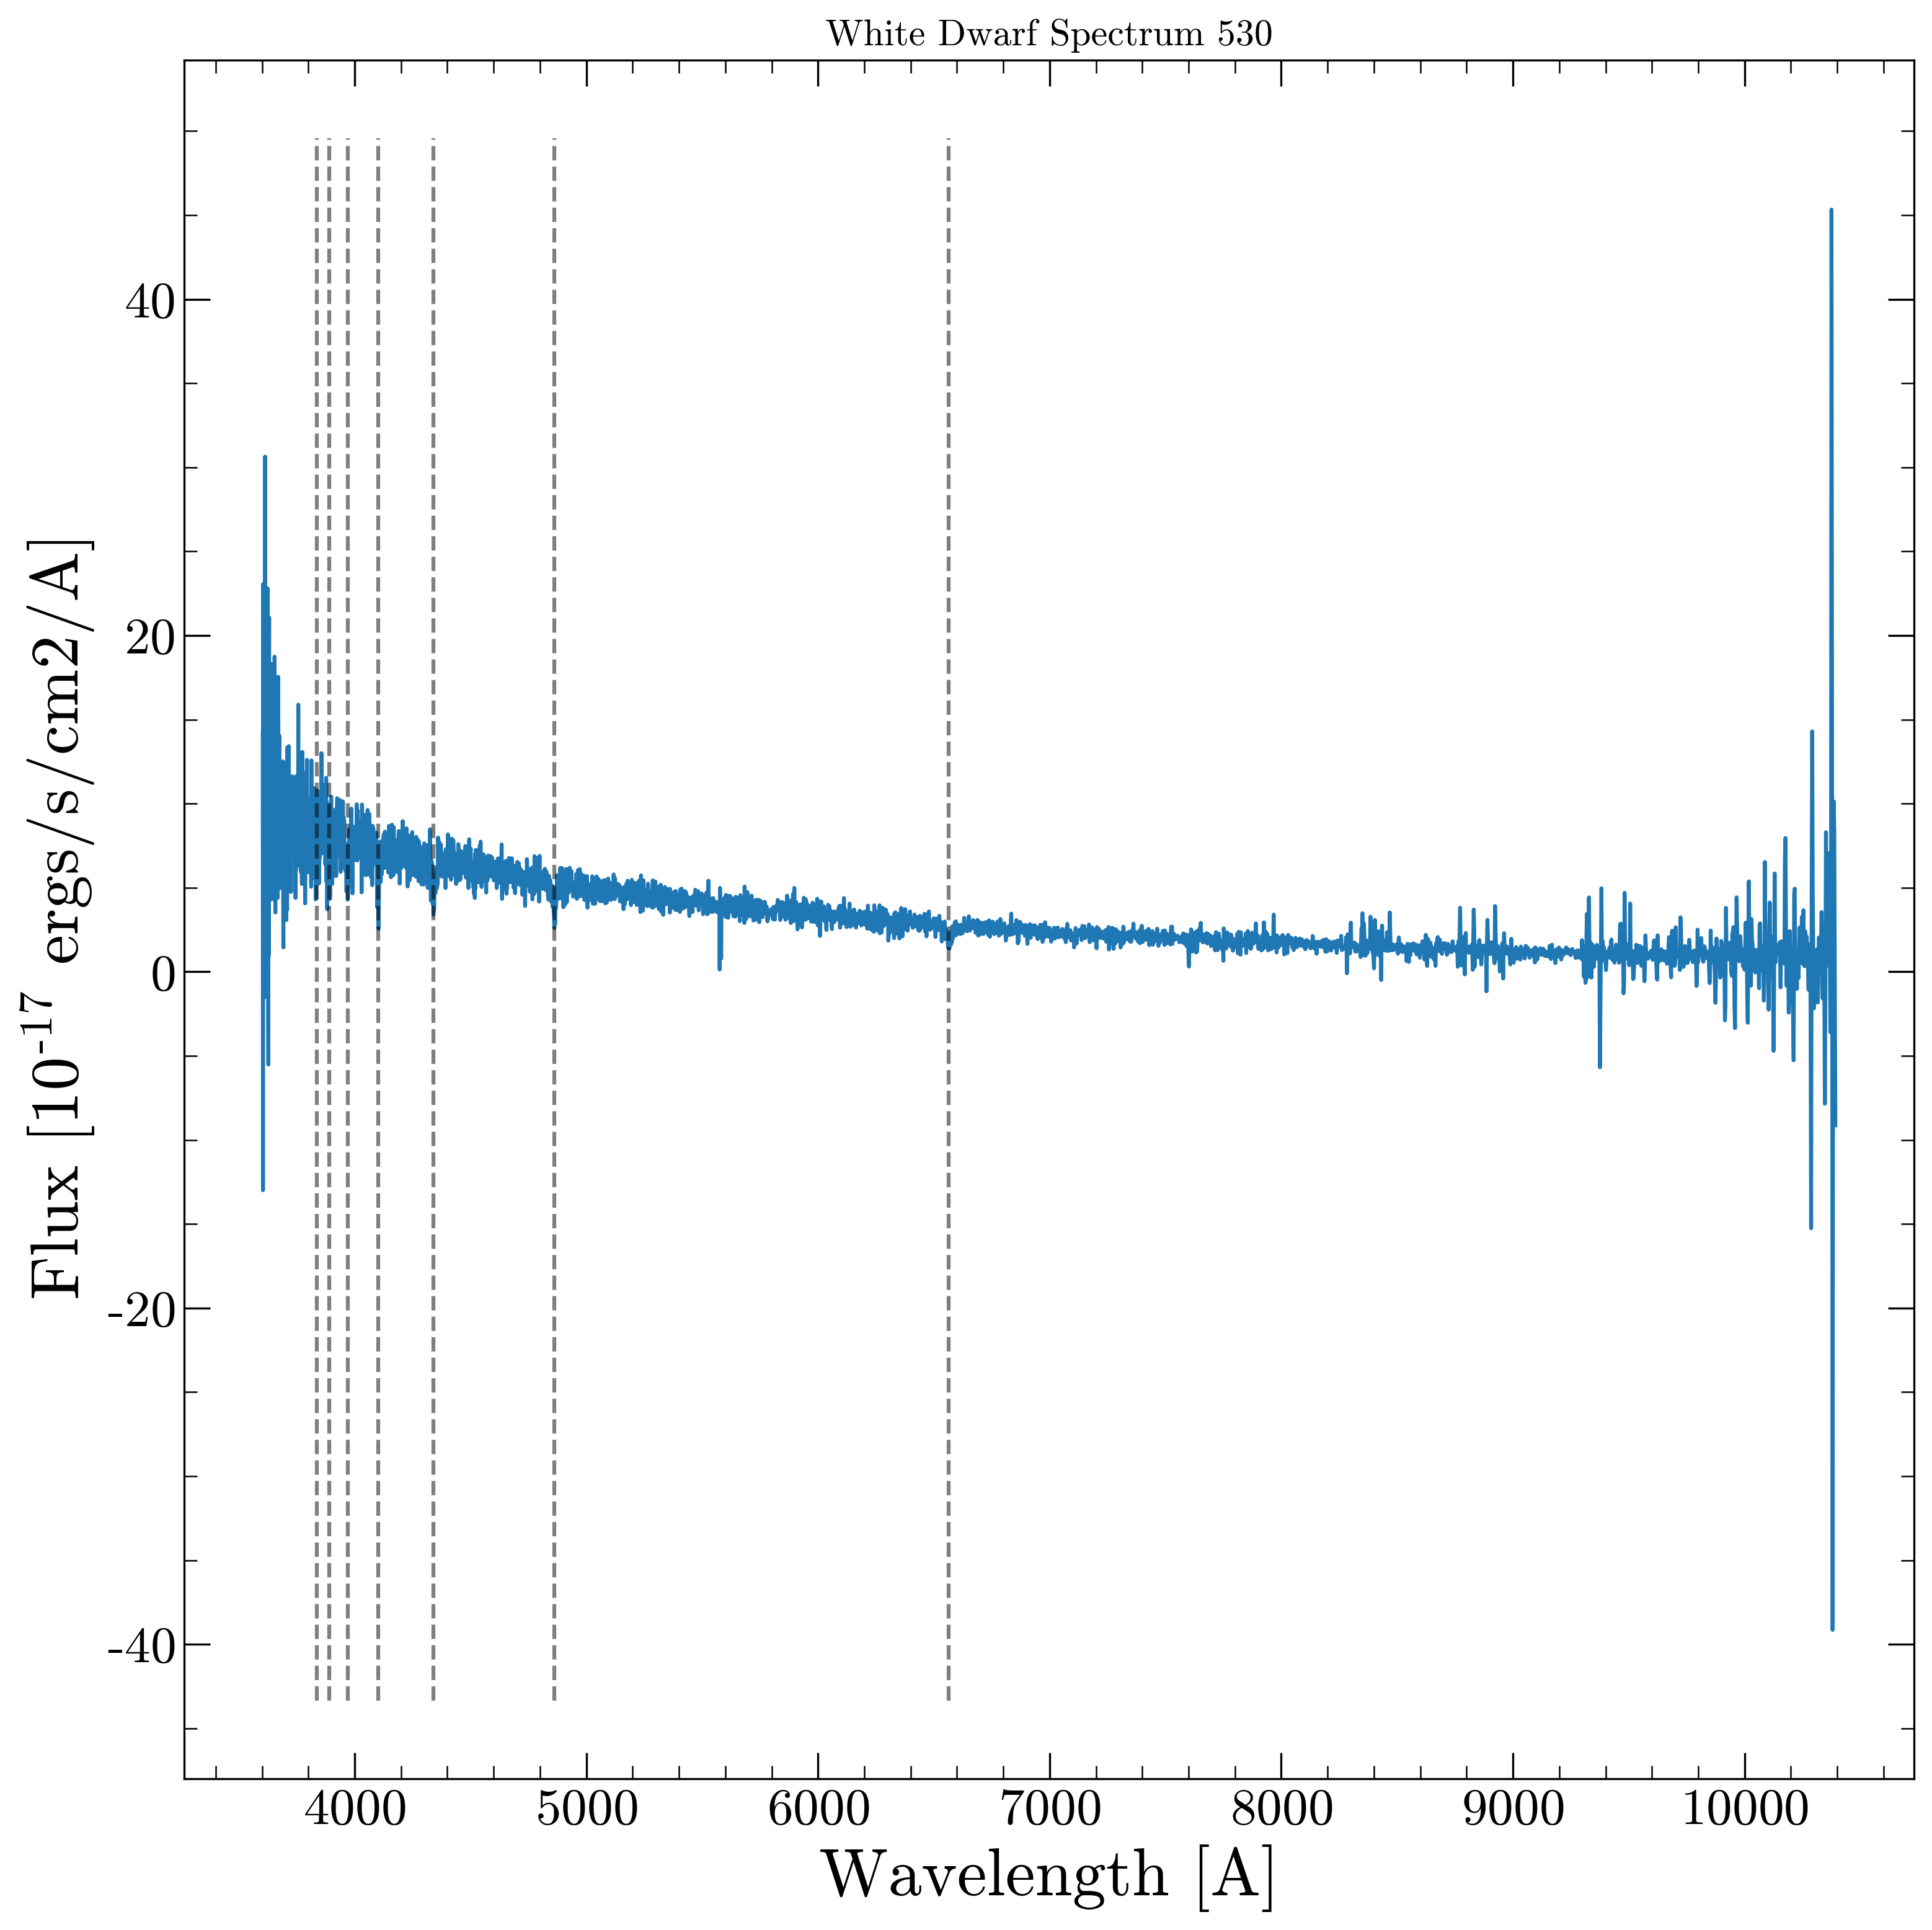 White Dwarf Spectrum 530
Flux [10-17 ergs/s/cm2/A]
40
20
0
-20
-40
4000 5000 6000 7000 8000 9000 10000
Wavelength [A]